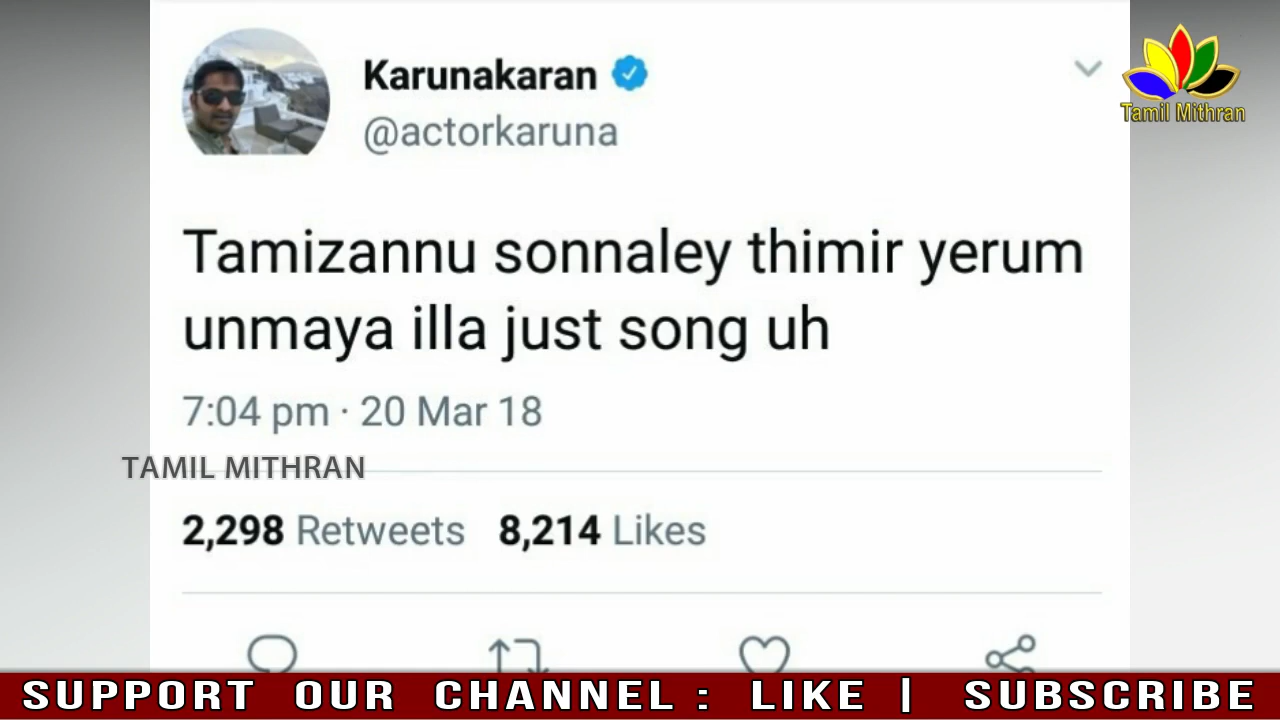 Karunakaran
@actorkaruna
Tamil Mithran
Tamizannu sonnaley thimir yerum
unmaya illa just song uh
7:04 pm · 20 Mar 18
TAMIL MITHRAN
2,298 Retweets 8,214 Likes
SUPPORT OUR CHANNEL : LIKE | SUBSCRIBE